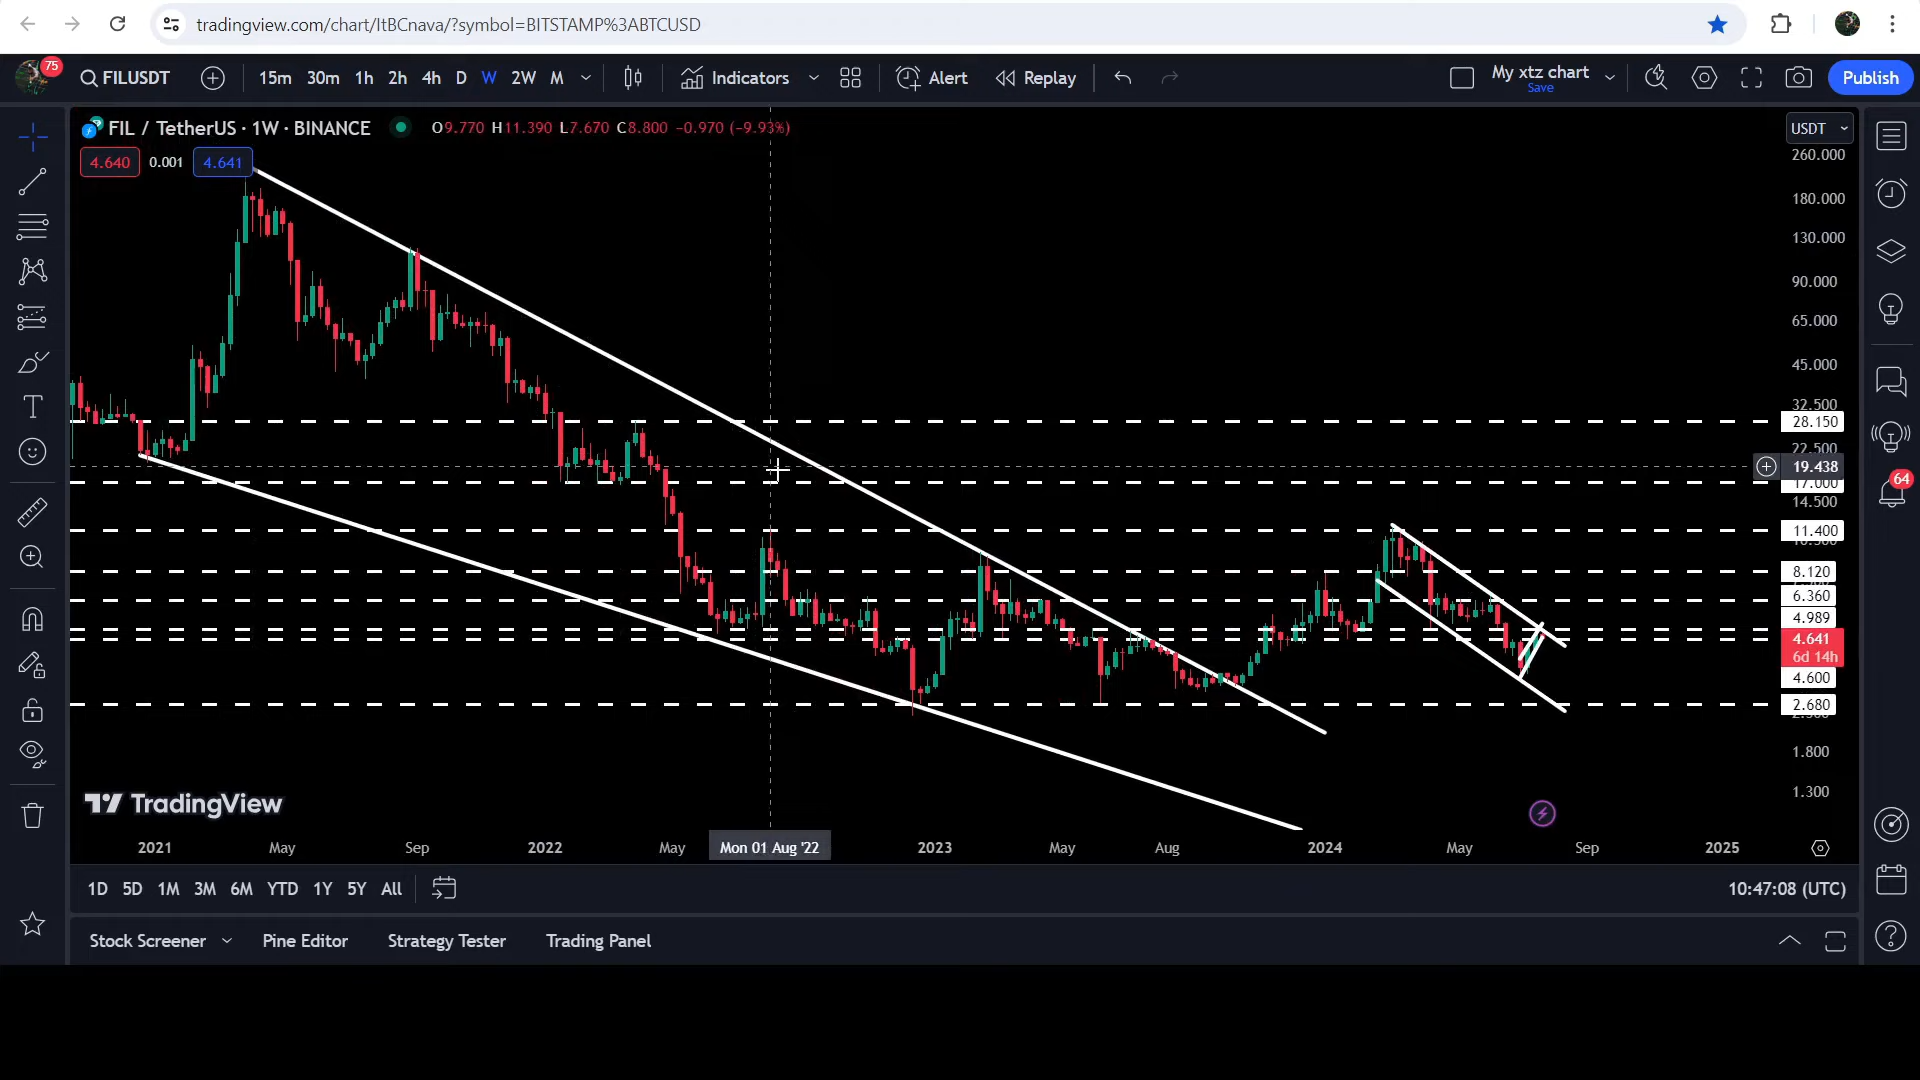 tradingview.com/chart/ItBCnava/?symbol=BITSTAMP%3ABTCUSD
75
FILUSDT
15m 30m 1h 2h 4h D W 2W M
Indicators
Alert
Replay
My xtz chart
Save
Publish
FIL / TetherUS · 1W · BINANCE
O9.770 H11.390 L7.670 C8.800 −0.970 (−9.93%)
USDT
4.640 0.001 4.641
260.000
180.000
130.000
90.000
65.000
45.000
32.500
28.150
22.500
19.438
17.000
14.500
11.400
8.120
6.360
4.989
4.641
6d 14h
4.600
2.680
1.800
1.300
64
TradingView
2021 May Sep 2022 May Mon 01 Aug '22 2023 May Aug 2024 May Sep 2025
1D 5D 1M 3M 6M YTD 1Y 5Y All
10:47:08 (UTC)
Stock Screener Pine Editor Strategy Tester Trading Panel